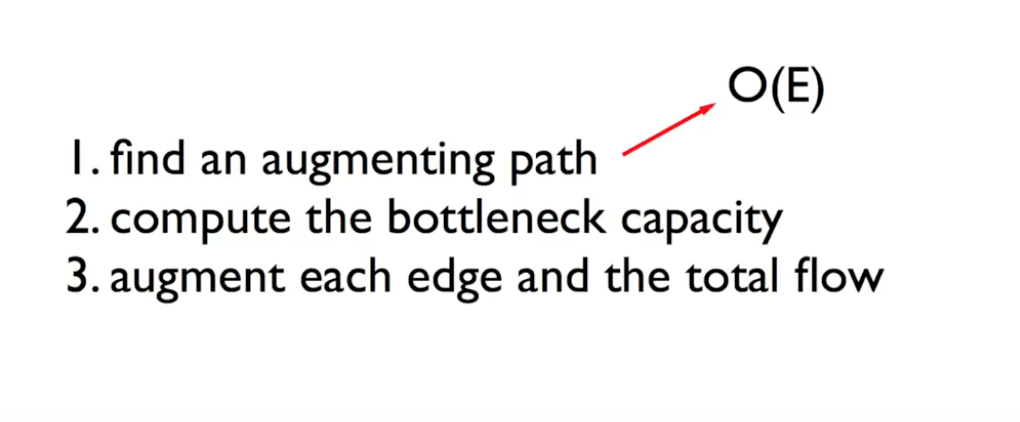 O(E)
1. find an augmenting path
2. compute the bottleneck capacity
3. augment each edge and the total flow